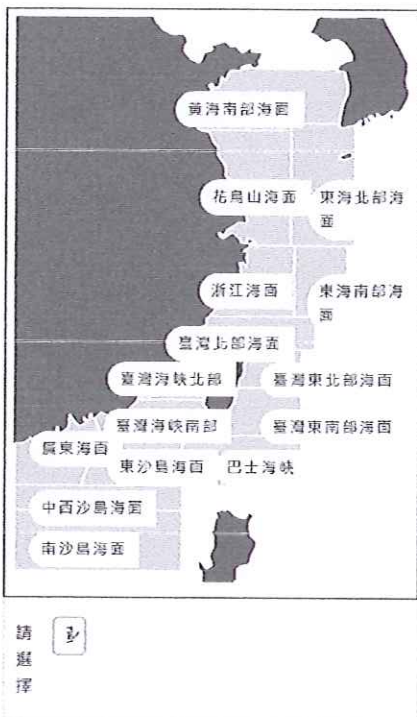 黃海南部海面
花鳥山海面
東海北部海
面
浙江海面
東海南部海
面
臺灣北部海面
臺灣海峽北部
臺灣東北部海面
臺灣海峽南部
臺灣東南部海面
廣東海面
東沙島海面
巴士海峽
中西沙島海面
南沙島海面
請
選
擇